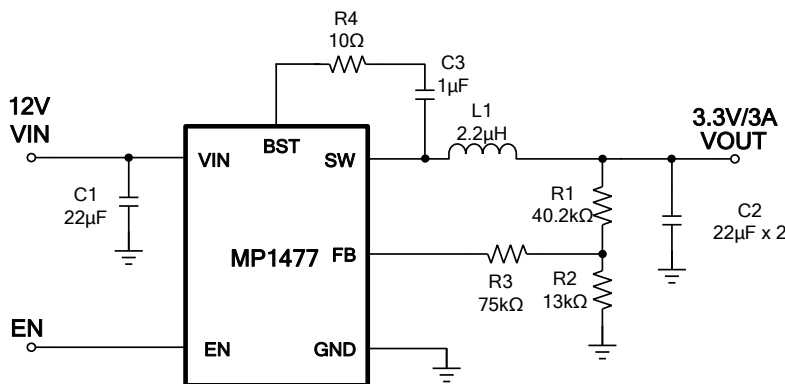 R4
10Ω
C3
1µF
12V
VIN
L1
2.2µH
3.3V/3A
VOUT
VIN
BST
SW
C1
22µF
R1
40.2kΩ
C2
22µF x 2
MP1477
FB
R3
75kΩ
R2
13kΩ
EN
EN
GND